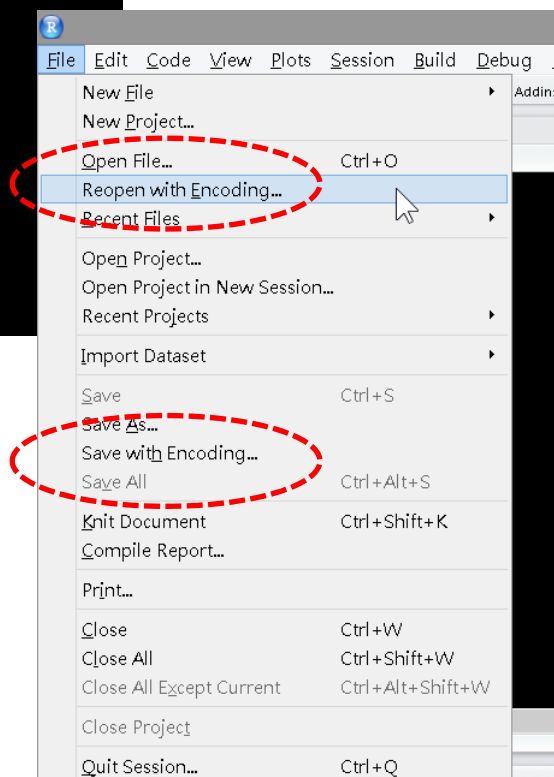 R
File Edit Code View Plots Session Build Debug
Addin
New File
New Project...
Open File... Ctrl+O
Reopen with Encoding...
Recent Files
Open Project...
Open Project in New Session...
Recent Projects
Import Dataset
Save Ctrl+S
Save As...
Save with Encoding...
Save All Ctrl+Alt+S
Knit Document Ctrl+Shift+K
Compile Report...
Print...
Close Ctrl+W
Close All Ctrl+Shift+W
Close All Except Current Ctrl+Alt+Shift+W
Close Project
Quit Session... Ctrl+Q